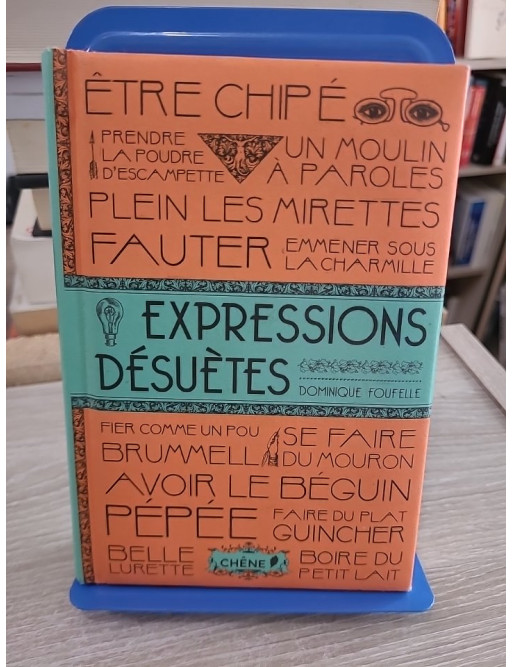 ÊTRE CHIPÉ
PRENDRE
LA POUDRE
D'ESCAMPETTE
UN MOULIN
À PAROLES
PLEIN LES MIRETTES
FAUTER
EMMENER SOUS
LA CHARMILLE
EXPRESSIONS
DÉSUÈTES
DOMINIQUE FOUFELLE
FIER COMME UN POU
BRUMMELL
SE FAIRE
DU MOURON
AVOIR LE BÉGUIN
PÉPÉE
FAIRE DU PLAT
GUINCHER
BELLE
LURETTE
CHÊNE
BOIRE DU
PETIT LAIT